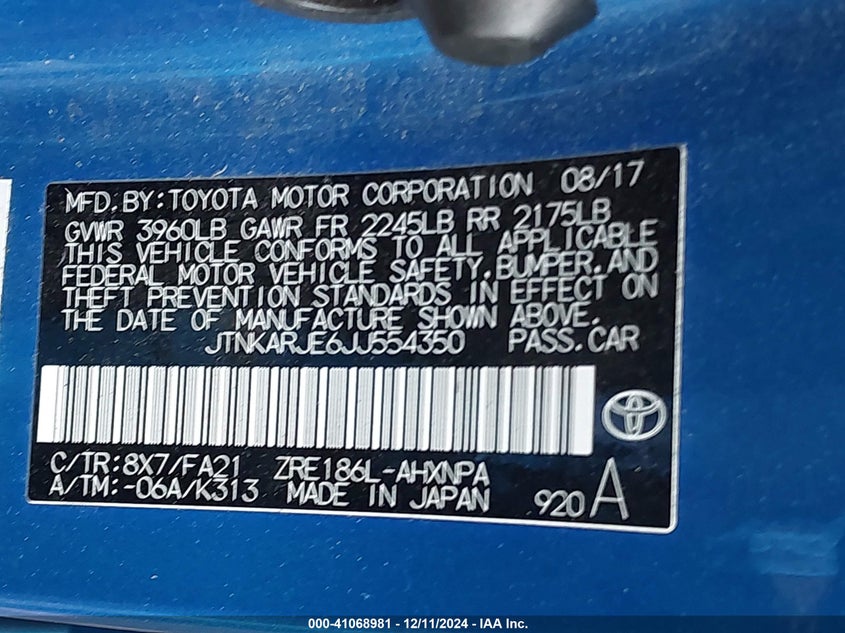 MFD. BY: TOYOTA MOTOR CORPORATION 08/17
GVWR 3960LB GAWR FR 2245LB RR 2175LB
THIS VEHICLE CONFORMS TO ALL APPLICABLE
FEDERAL MOTOR VEHICLE SAFETY, BUMPER, AND
THEFT PREVENTION STANDARDS IN EFFECT ON
THE DATE OF MANUFACTURE SHOWN ABOVE.
JTNKARJE6JJ554350 PASS.CAR
C/TR:8X7/FA21 ZRE186L-AHXNPA
A/TM:-06A/K313 MADE IN JAPAN 920 A
000-41068981 - 12/11/2024 - IAA Inc.